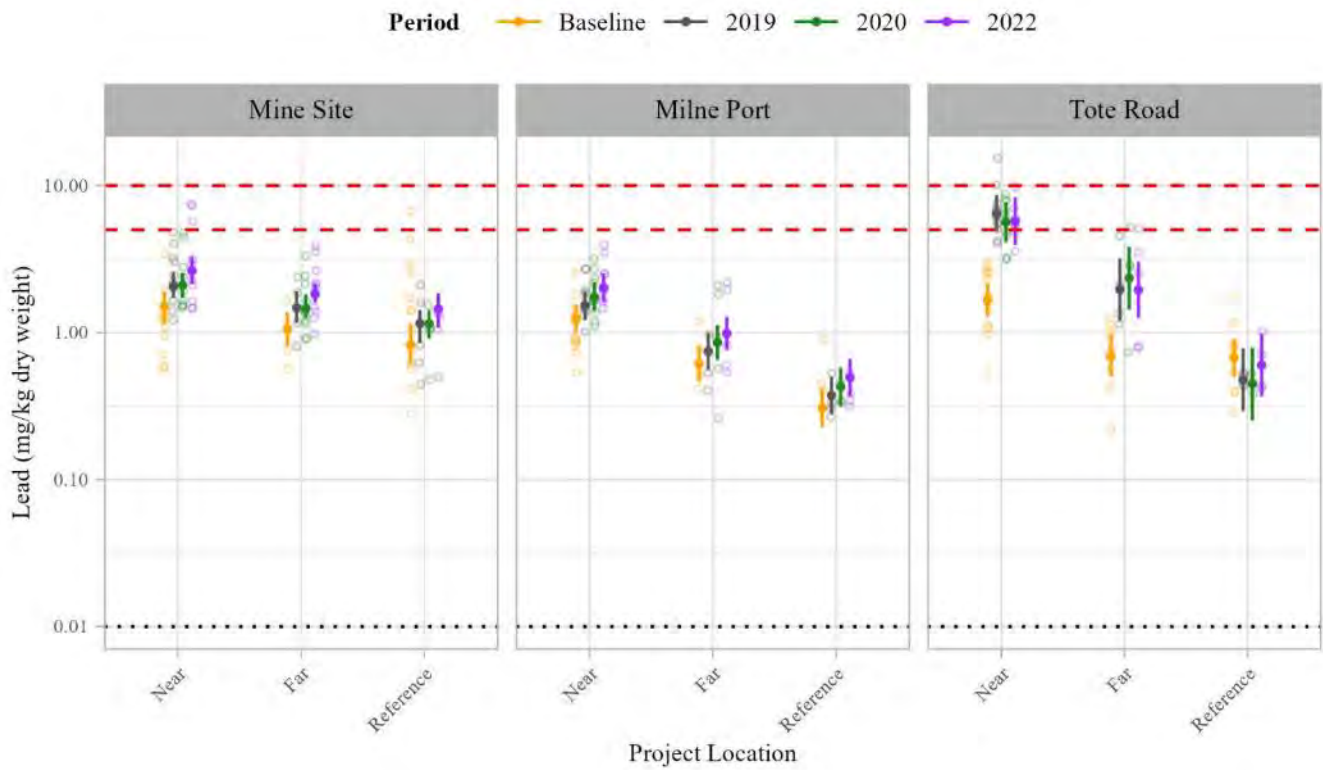 Period Baseline 2019 2020 2022
Mine Site Milne Port Tote Road
Lead (mg/kg dry weight)
10.00
1.00
0.10
0.01
Near Far Reference Near Far Reference Near Far Reference
Project Location